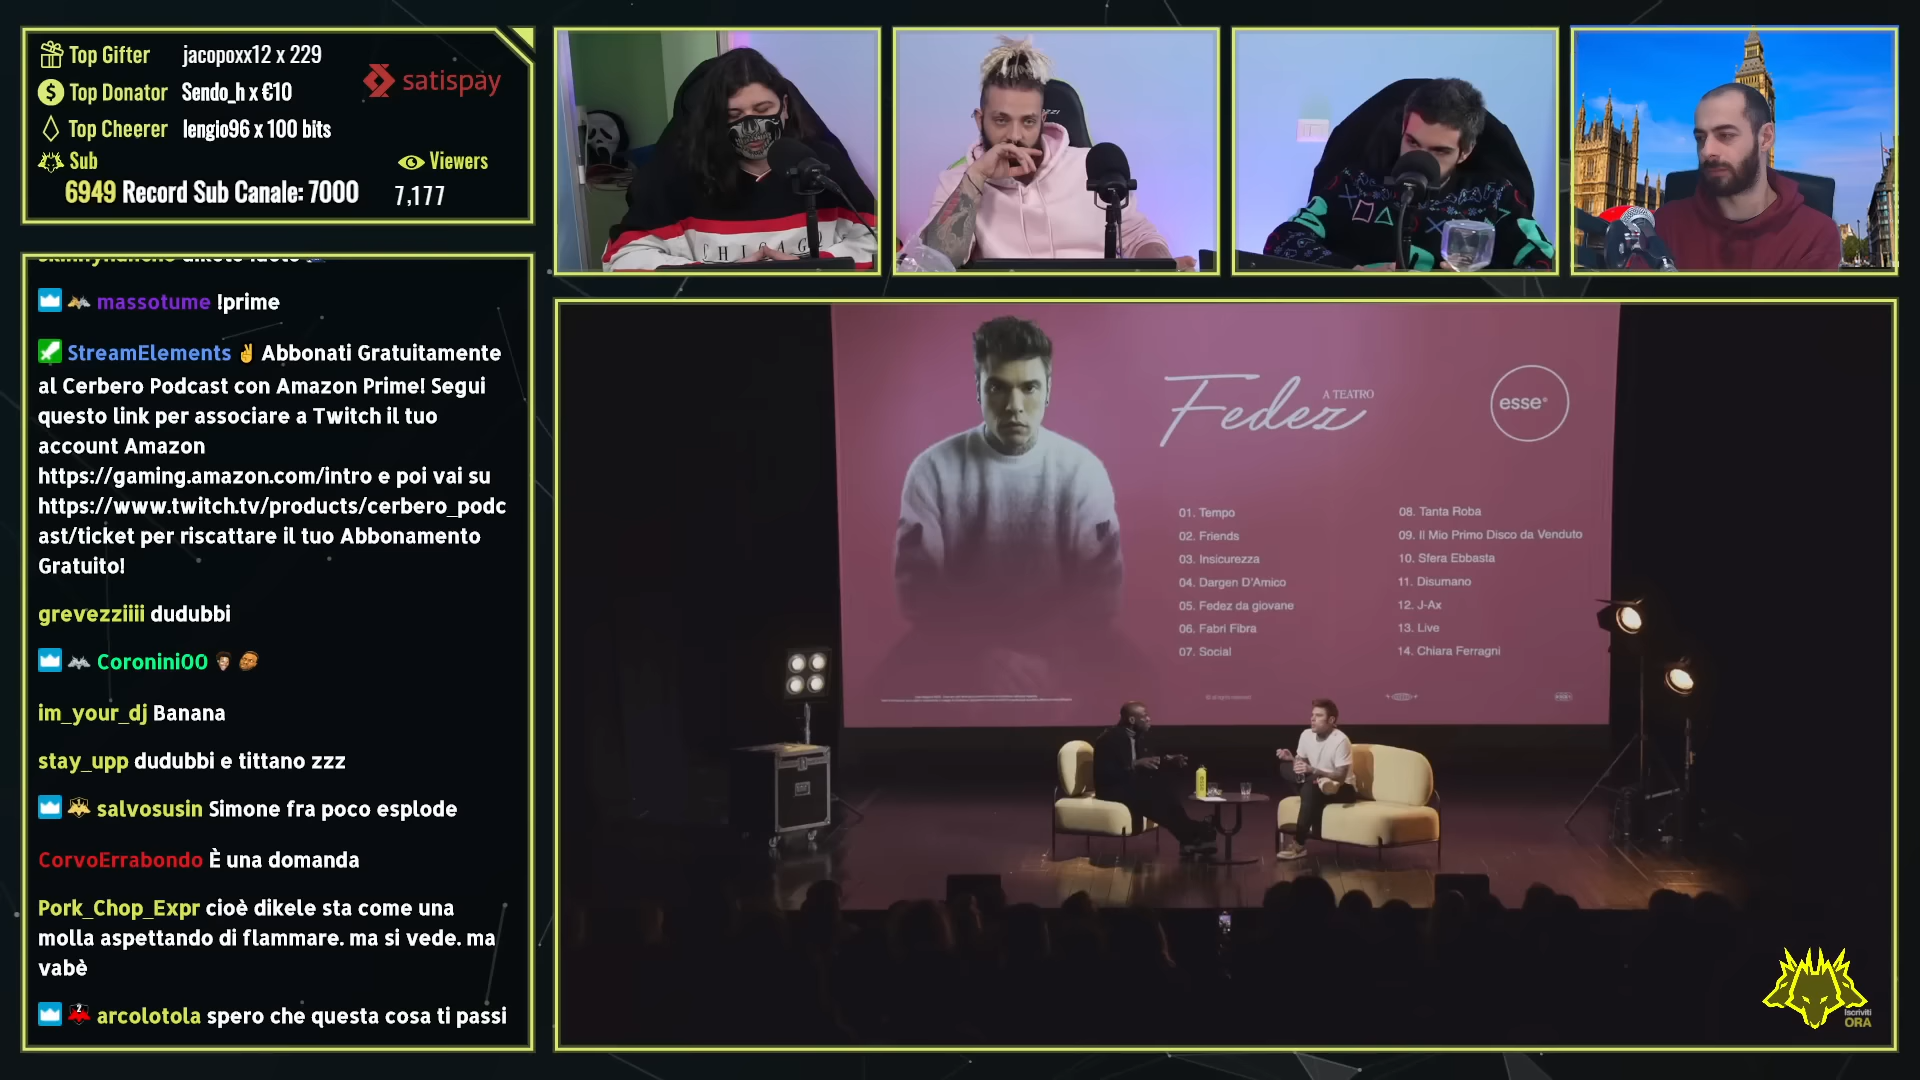 Top Gifter jacopoxx12 x 229
Top Donator Sendo_h x €10
Top Cheerer lengio96 x 100 bits
satispay
Sub
Viewers
6949 Record Sub Canale: 7000
7,177
massotume !prime
StreamElements ✌ Abbonati Gratuitamente
al Cerbero Podcast con Amazon Prime! Segui
questo link per associare a Twitch il tuo
account Amazon
https://gaming.amazon.com/intro e poi vai su
https://www.twitch.tv/products/cerbero_podc
ast/ticket per riscattare il tuo Abbonamento
Gratuito!
grevezziiii dudubbi
Coronini00
im_your_dj Banana
stay_upp dudubbi e tittano zzz
salvosusin Simone fra poco esplode
CorvoErrabondo È una domanda
Pork_Chop_Expr cioè dikele sta come una
molla aspettando di flammare. ma si vede. ma
vabè
arcolotola spero che questa cosa ti passi
CHICAGO
Fedez
A TEATRO
esse
01. Tempo
02. Friends
03. Insicurezza
04. Dargen D'Amico
05. Fedez da giovane
06. Fabri Fibra
07. Social
08. Tanta Roba
09. Il Mio Primo Disco da Venduto
10. Sfera Ebbasta
11. Disumano
12. J-Ax
13. Live
14. Chiara Ferragni
Iscriviti
ORA